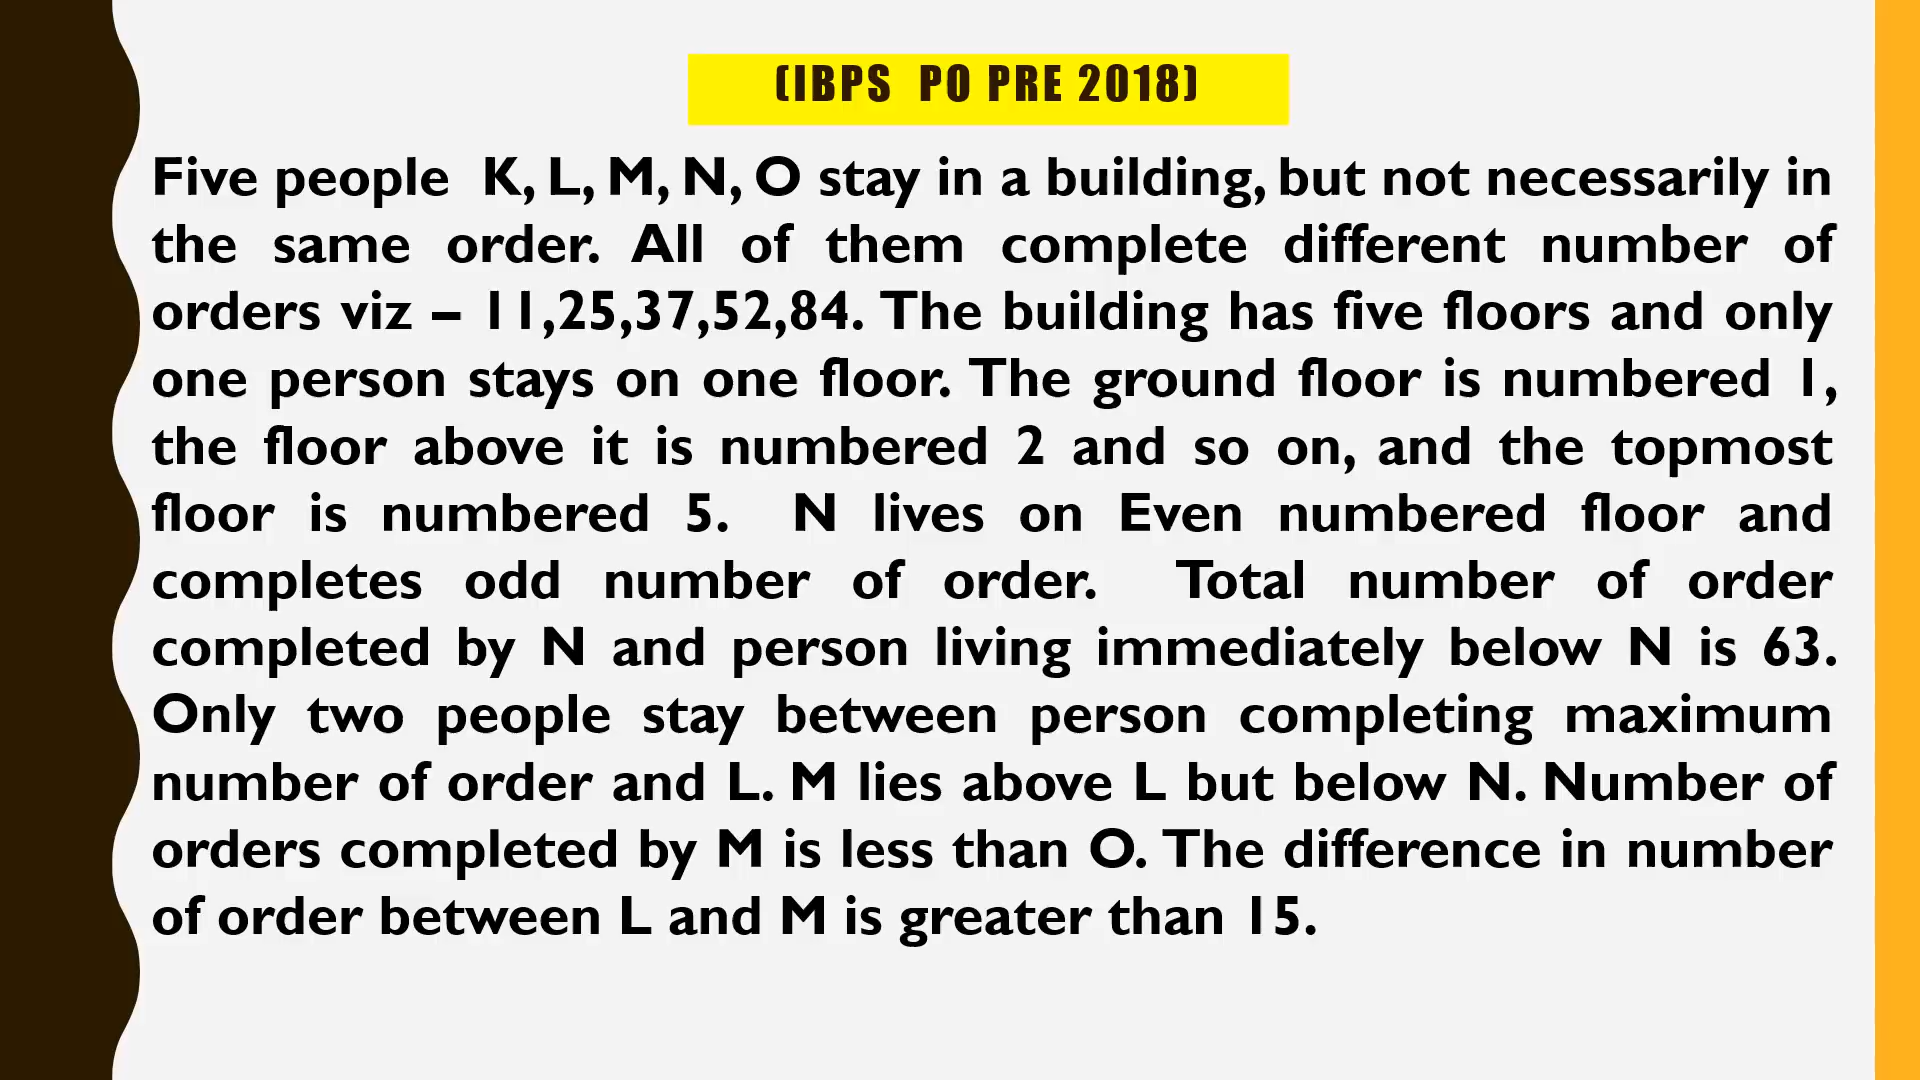 (IBPS PO PRE 2018)
Five people K, L, M, N, O stay in a building, but not necessarily in
the same order. All of them complete different number of
orders viz – 11,25,37,52,84. The building has five floors and only
one person stays on one floor. The ground floor is numbered 1,
the floor above it is numbered 2 and so on, and the topmost
floor is numbered 5. N lives on Even numbered floor and
completes odd number of order. Total number of order
completed by N and person living immediately below N is 63.
Only two people stay between person completing maximum
number of order and L. M lies above L but below N. Number of
orders completed by M is less than O. The difference in number
of order between L and M is greater than 15.